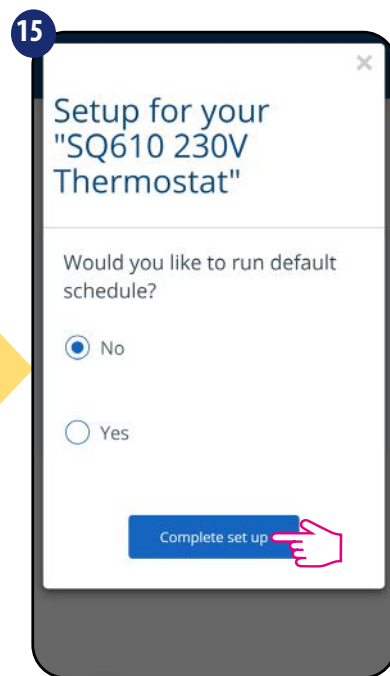 15
×
Setup for your
"SQ610 230V
Thermostat"
Would you like to run default
schedule?
No
Yes
Complete set up